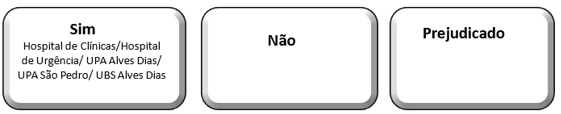 Sim
Hospital de Clínicas/Hospital
de Urgência/ UPA Alves Dias/
UPA São Pedro/ UBS Alves Dias
Não
Prejudicado